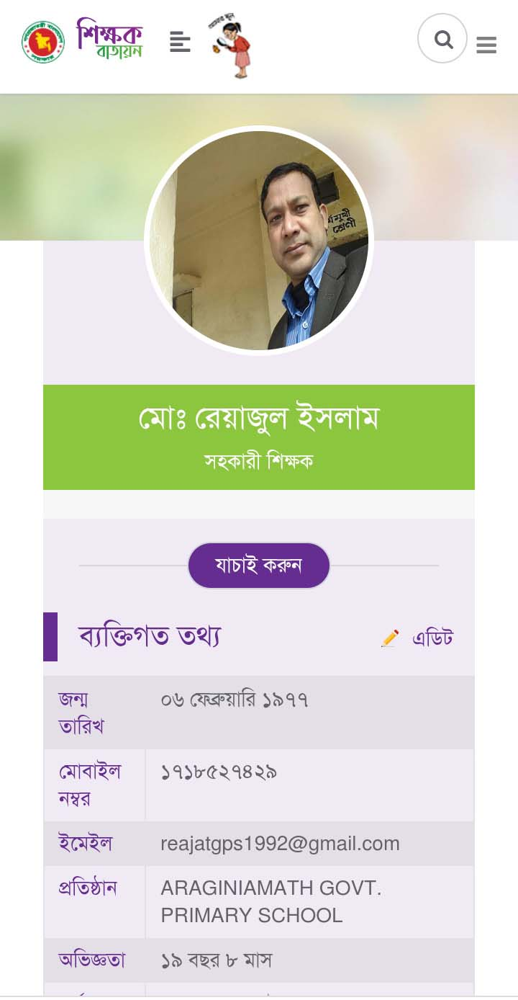 শিক্ষক
বাতায়ন
র্যমুখী
শ্রেণী
মোঃ রেয়াজুল ইসলাম
সহকারী শিক্ষক
যাচাই করুন
ব্যক্তিগত তথ্য
এডিট
জন্ম তারিখ ০৬ ফেব্রুয়ারি ১৯৭৭
মোবাইল নম্বর ১৭১৮৫২৭৪২৯
ইমেইল reajatgps1992@gmail.com
প্রতিষ্ঠান ARAGINIAMATH GOVT.
PRIMARY SCHOOL
অভিজ্ঞতা ১৯ বছর ৮ মাস